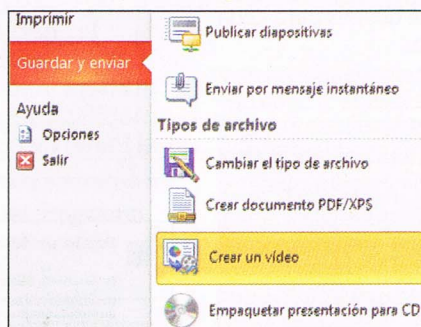 Imprimir
Guardar y enviar
Ayuda
Opciones
Salir
Publicar diapositivas
Enviar por mensaje instantáneo
Tipos de archivo
Cambiar el tipo de archivo
Crear documento PDF/XPS
Crear un vídeo
Empaquetar presentación para CD